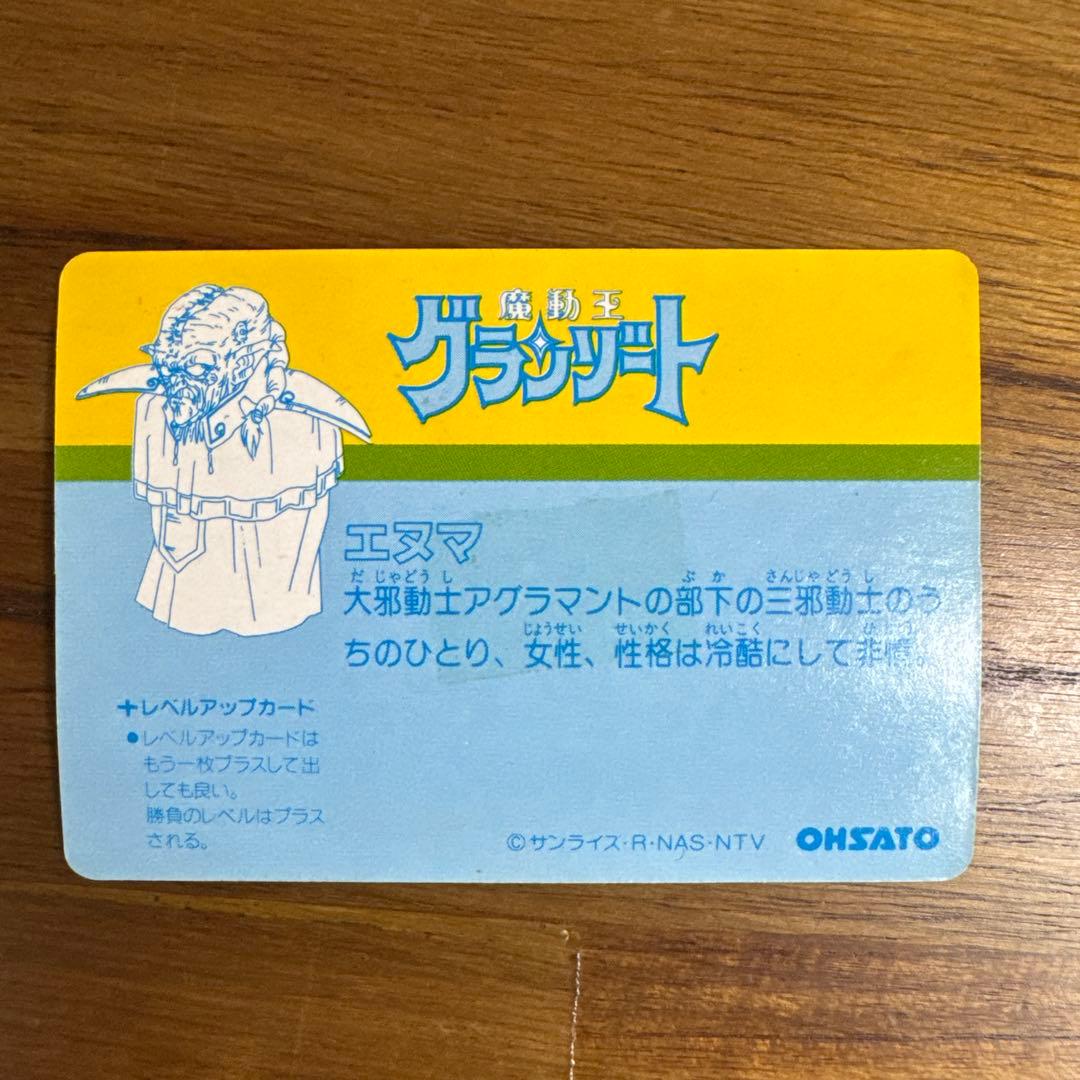 魔動王
グランゾート
エヌマ
だじゃどうし ぶか さんじゃどうし
大邪動士アグラマントの部下の三邪動士のう
じょうせい せいかく れいこく ひ
ちのひとり、女性、性格は冷酷にして非情。
+レベルアップカード
●レベルアップカードは
もう一枚プラスして出
しても良い。
勝負のレベルはプラス
される。
©サンライズ・R・NAS・NTV
OHSATO